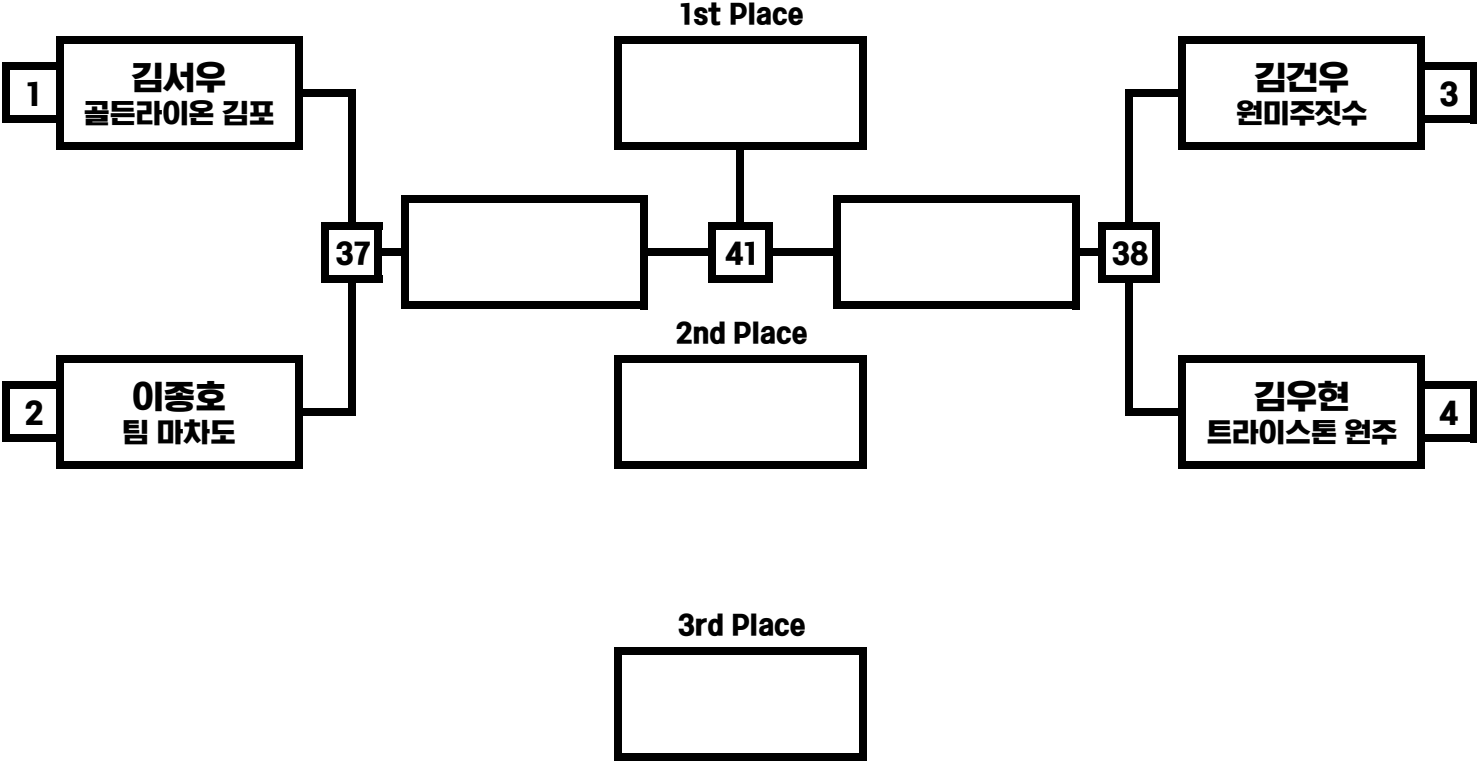 1st Place
1
김서우
골든라이온 김포
김건우
원미주짓수
3
37
41
38
2nd Place
2
이종호
팀 마차도
김우현
트라이스톤 원주
4
3rd Place